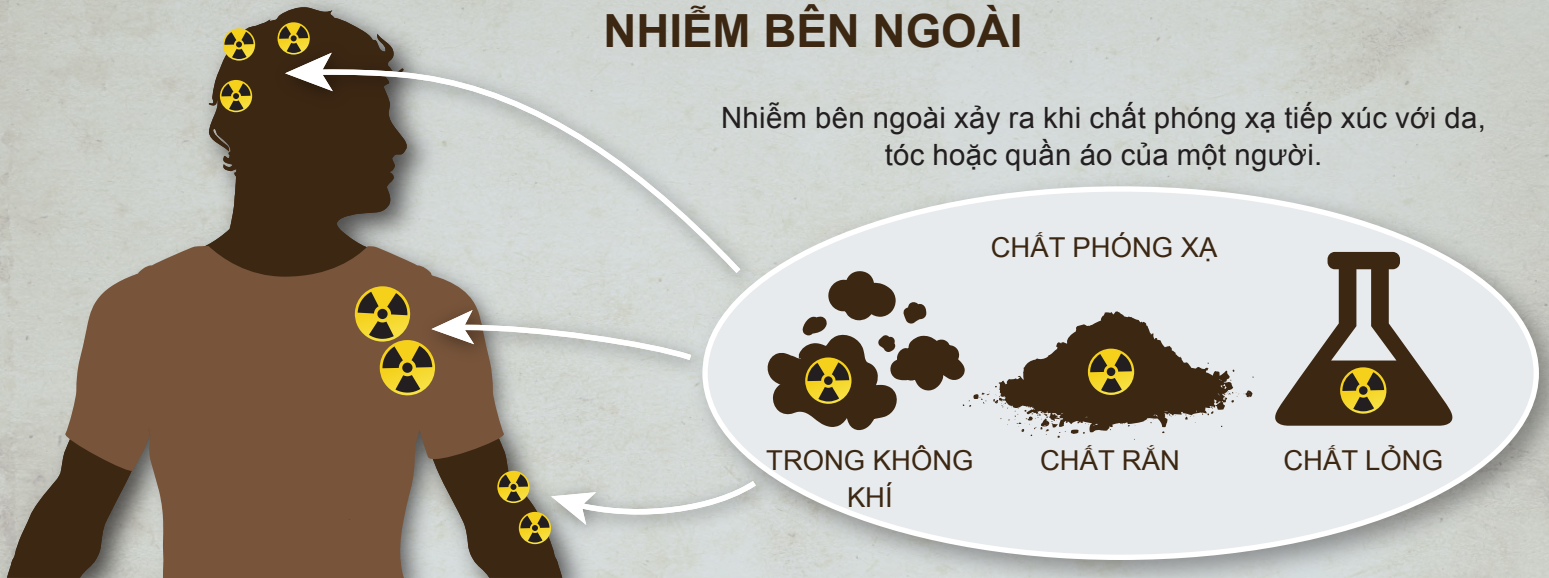 NHIỄM BÊN NGOÀI
Nhiễm bên ngoài xảy ra khi chất phóng xạ tiếp xúc với da,
tóc hoặc quần áo của một người.
CHẤT PHÓNG XẠ
TRONG KHÔNG
KHÍ
CHẤT RẮN
CHẤT LỎNG